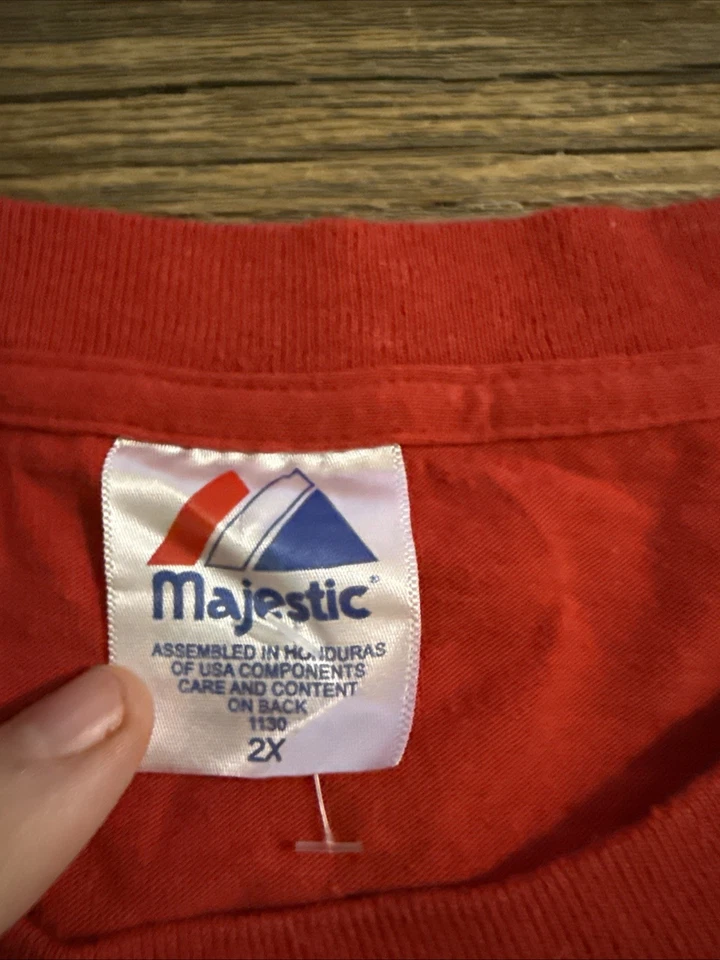 Majestic®
ASSEMBLED IN HONDURAS
OF USA COMPONENTS
CARE AND CONTENT
ON BACK
1130
2X